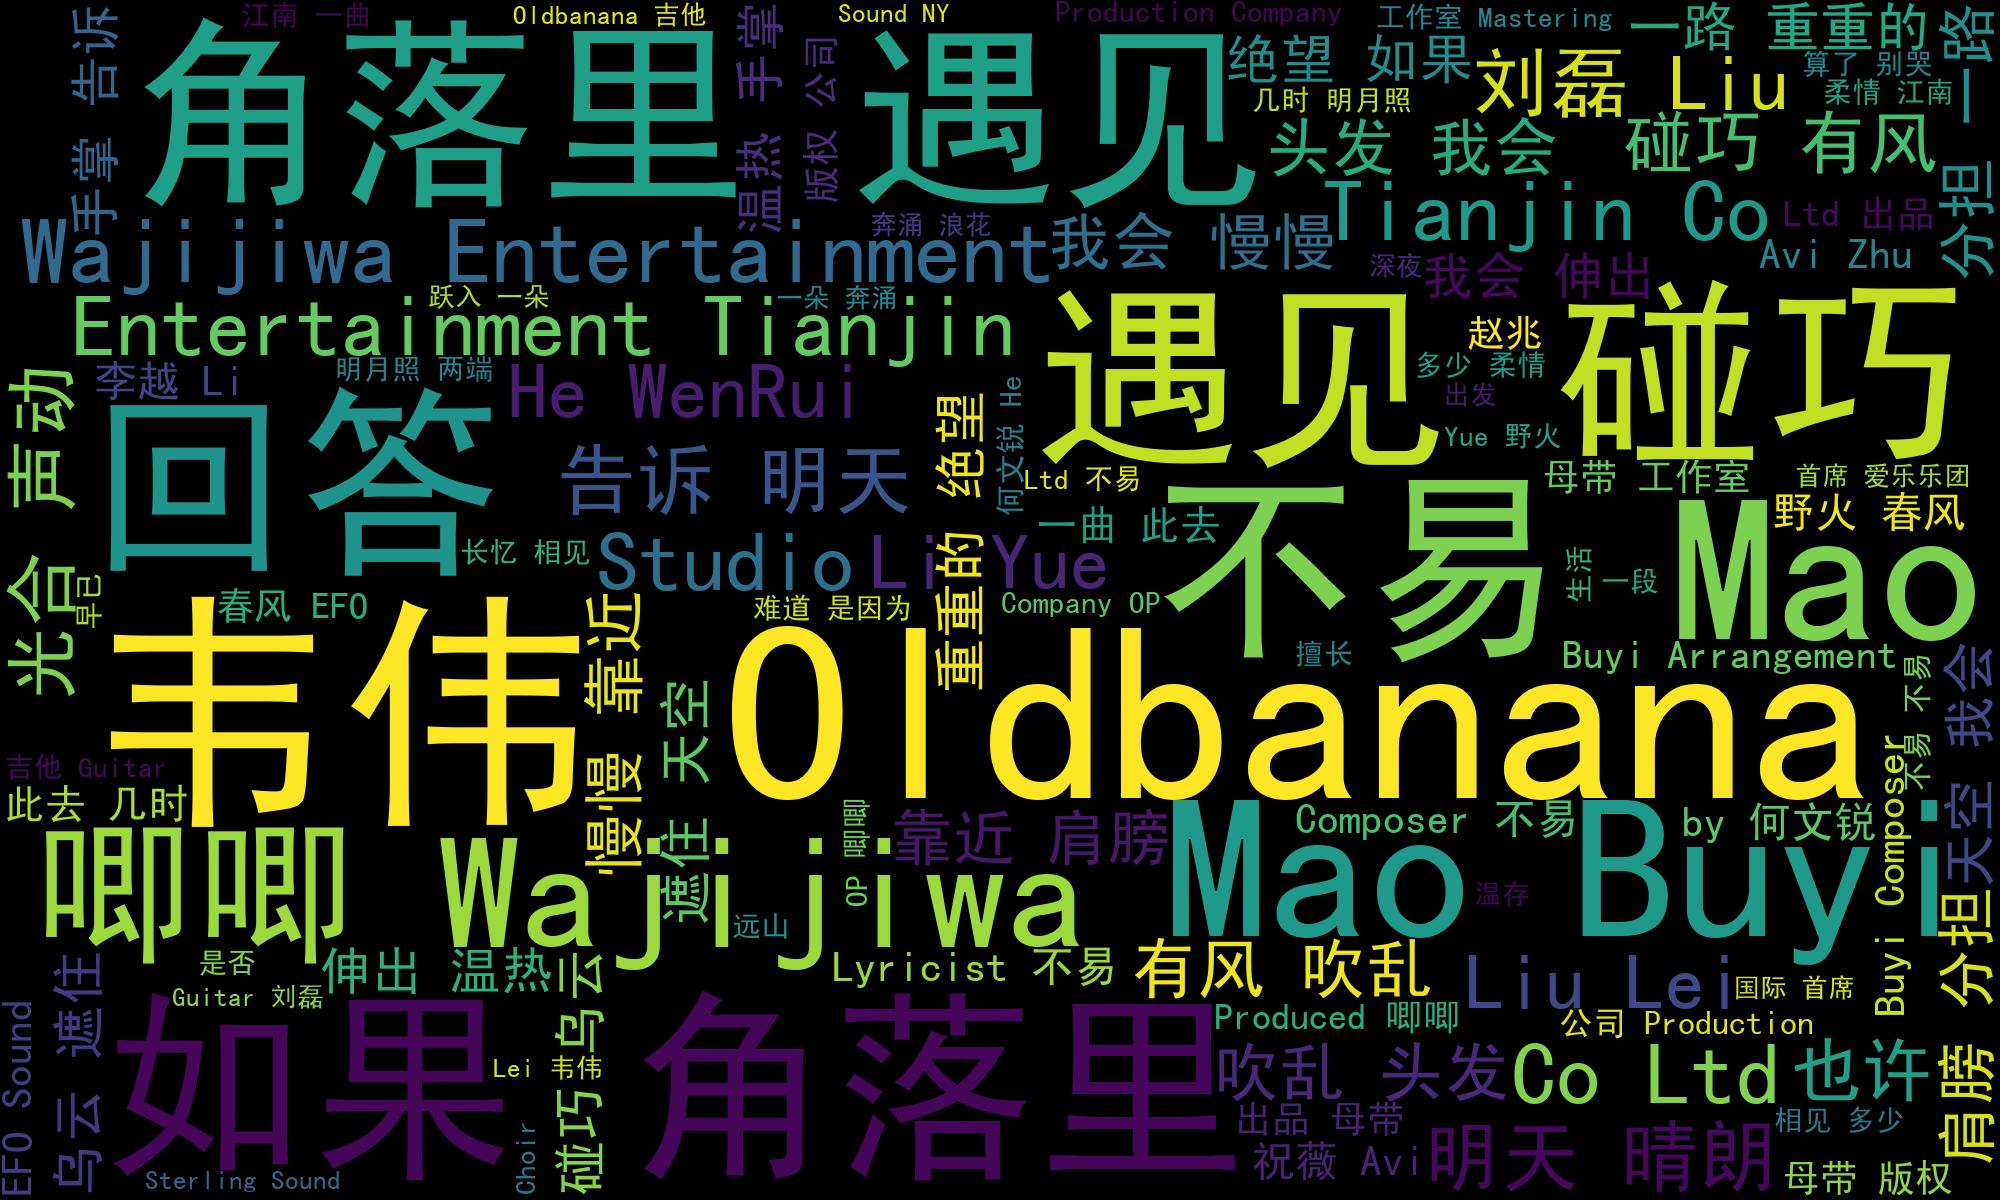 江南 一曲
Oldbanana 吉他
Sound NY
Production Company
工作室 Mastering
一路 重重的
分担 一路
手掌 告诉
角落里 遇见
温热 手掌
版权 公司
绝望 如果
刘磊 Liu
算了 别哭
柔情 江南
几时 明月照
头发 我会
碰巧 有风
Wajijiwa Entertainment
奔涌 浪花
我会 慢慢
Tianjin Co
Ltd 出品
Avi Zhu
深夜
我会 伸出
Entertainment Tianjin
跃入 一朵
一朵 奔涌
遇见 碰巧
赵兆
多少 柔情
出发
Yue 野火
李越 Li
明月照 两端
He WenRui
光合 声动
回答
告诉 明天
重重的 绝望
何文锐 He
Ltd 不易
母带 工作室
首席 爱乐乐团
野火 春风
不易 Mao
一曲 此去
长忆 相见
Studio
Li Yue
生活
一段
早已
春风 EFO
难道 是因为
Company OP
韦伟 Oldbanana
慢慢 靠近
遮住 天空
擅长
Buyi Arrangement
不易 不易
天空 我会
吉他 Guitar
此去 几时
唧唧 Wajijiwa
OP 唧唧
靠近 肩膀
Mao Buyi
Composer 不易
by 何文锐
Buyi Composer
温存
远山
是否
伸出 温热
Lyricist 不易
有风 吹乱
Liu Lei
国际 首席
肩膀 分担
Guitar 刘磊
EFO Sound
乌云 遮住
如果 角落里
碰巧 乌云
Lei 韦伟
Produced 唧唧
公司 Production
吹乱 头发
Co Ltd
也许
出品 母带
相见 多少
Choir
祝薇 Avi
明天 晴朗
Sterling Sound
母带 版权